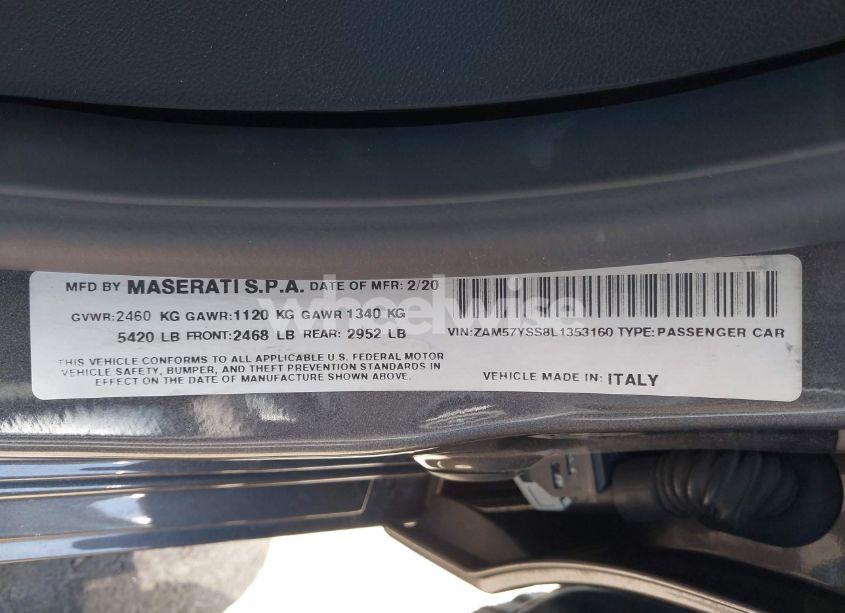 MFD BY MASERATI S.P.A. DATE OF MFR: 2/20
GVWR:2460 KG GAWR:1120 KG GAWR 1340 KG
5420 LB FRONT:2468 LB REAR: 2952 LB
THIS VEHICLE CONFORMS TO ALL APPLICABLE U.S. FEDERAL MOTOR
VEHICLE SAFETY, BUMPER, AND THEFT PREVENTION STANDARDS IN
EFFECT ON THE DATE OF MANUFACTURE SHOWN ABOVE.
VIN:ZAM57YSS8L1353160 TYPE:PASSENGER CAR
VEHICLE MADE IN: ITALY
wheelwise